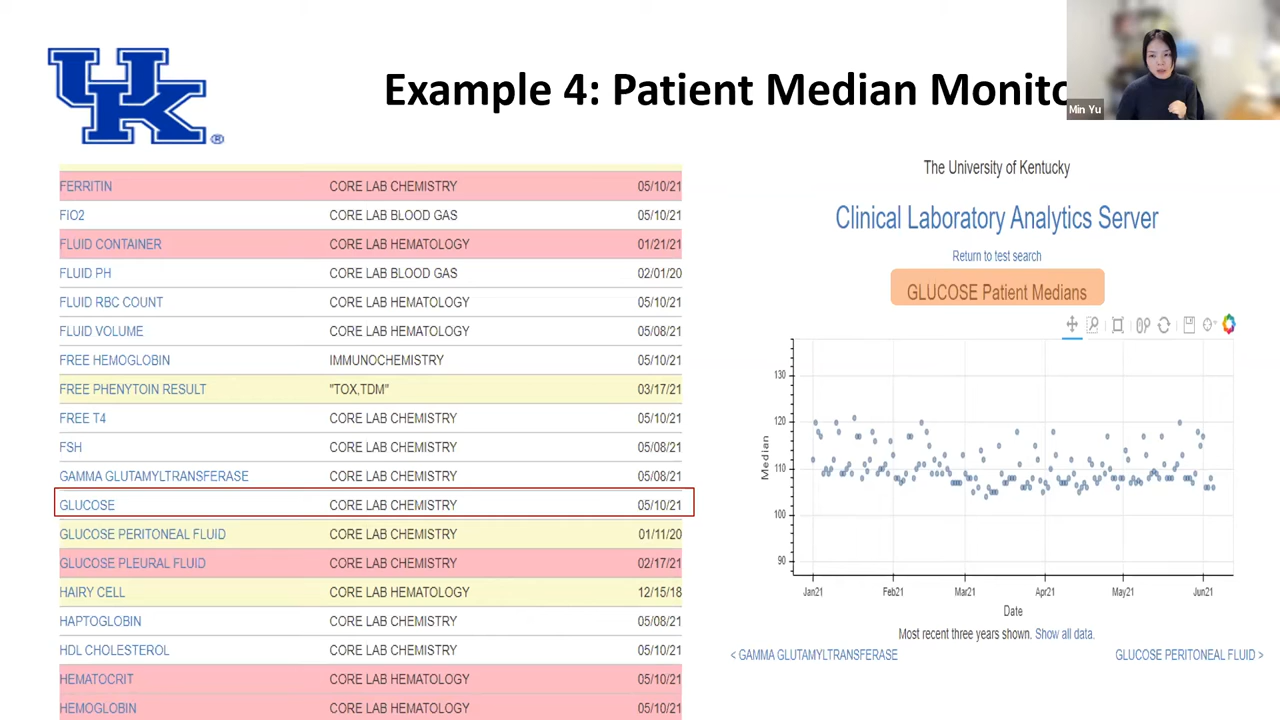 UK
®
Example 4: Patient Median Monito
Min Yu
FERRITIN CORE LAB CHEMISTRY 05/10/21
FIO2 CORE LAB BLOOD GAS 05/10/21
FLUID CONTAINER CORE LAB HEMATOLOGY 01/21/21
FLUID PH CORE LAB BLOOD GAS 02/01/20
FLUID RBC COUNT CORE LAB HEMATOLOGY 05/10/21
FLUID VOLUME CORE LAB HEMATOLOGY 05/08/21
FREE HEMOGLOBIN IMMUNOCHEMISTRY 05/10/21
FREE PHENYTOIN RESULT "TOX,TDM" 03/17/21
FREE T4 CORE LAB CHEMISTRY 05/10/21
FSH CORE LAB CHEMISTRY 05/08/21
GAMMA GLUTAMYLTRANSFERASE CORE LAB CHEMISTRY 05/08/21
GLUCOSE CORE LAB CHEMISTRY 05/10/21
GLUCOSE PERITONEAL FLUID CORE LAB CHEMISTRY 01/11/20
GLUCOSE PLEURAL FLUID CORE LAB CHEMISTRY 02/17/21
HAIRY CELL CORE LAB HEMATOLOGY 12/15/18
HAPTOGLOBIN CORE LAB CHEMISTRY 05/08/21
HDL CHOLESTEROL CORE LAB CHEMISTRY 05/10/21
HEMATOCRIT CORE LAB HEMATOLOGY 05/10/21
HEMOGLOBIN CORE LAB HEMATOLOGY 05/10/21
The University of Kentucky
Clinical Laboratory Analytics Server
Return to test search
GLUCOSE Patient Medians
130
120
110
100
90
Median
Jan21 Feb21 Mar21 Apr21 May21 Jun21
Date
Most recent three years shown. Show all data.
< GAMMA GLUTAMYLTRANSFERASE GLUCOSE PERITONEAL FLUID >